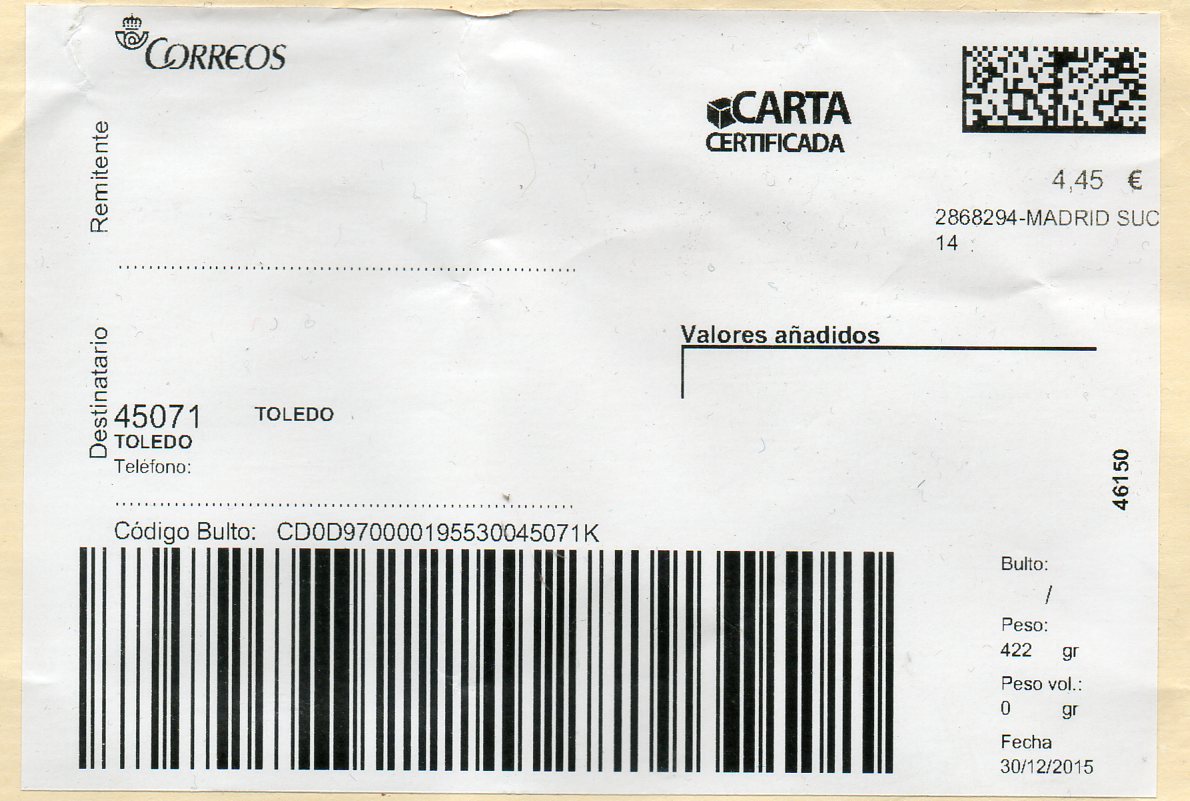 CORREOS
CARTA
CERTIFICADA
Remitente
4,45 €
2868294-MADRID SUC
14
Valores añadidos
Destinatario
45071 TOLEDO
TOLEDO
Teléfono:
46150
Código Bulto: CD0D970000195530045071K
Bulto:
/
Peso:
422 gr
Peso vol.:
0 gr
Fecha
30/12/2015